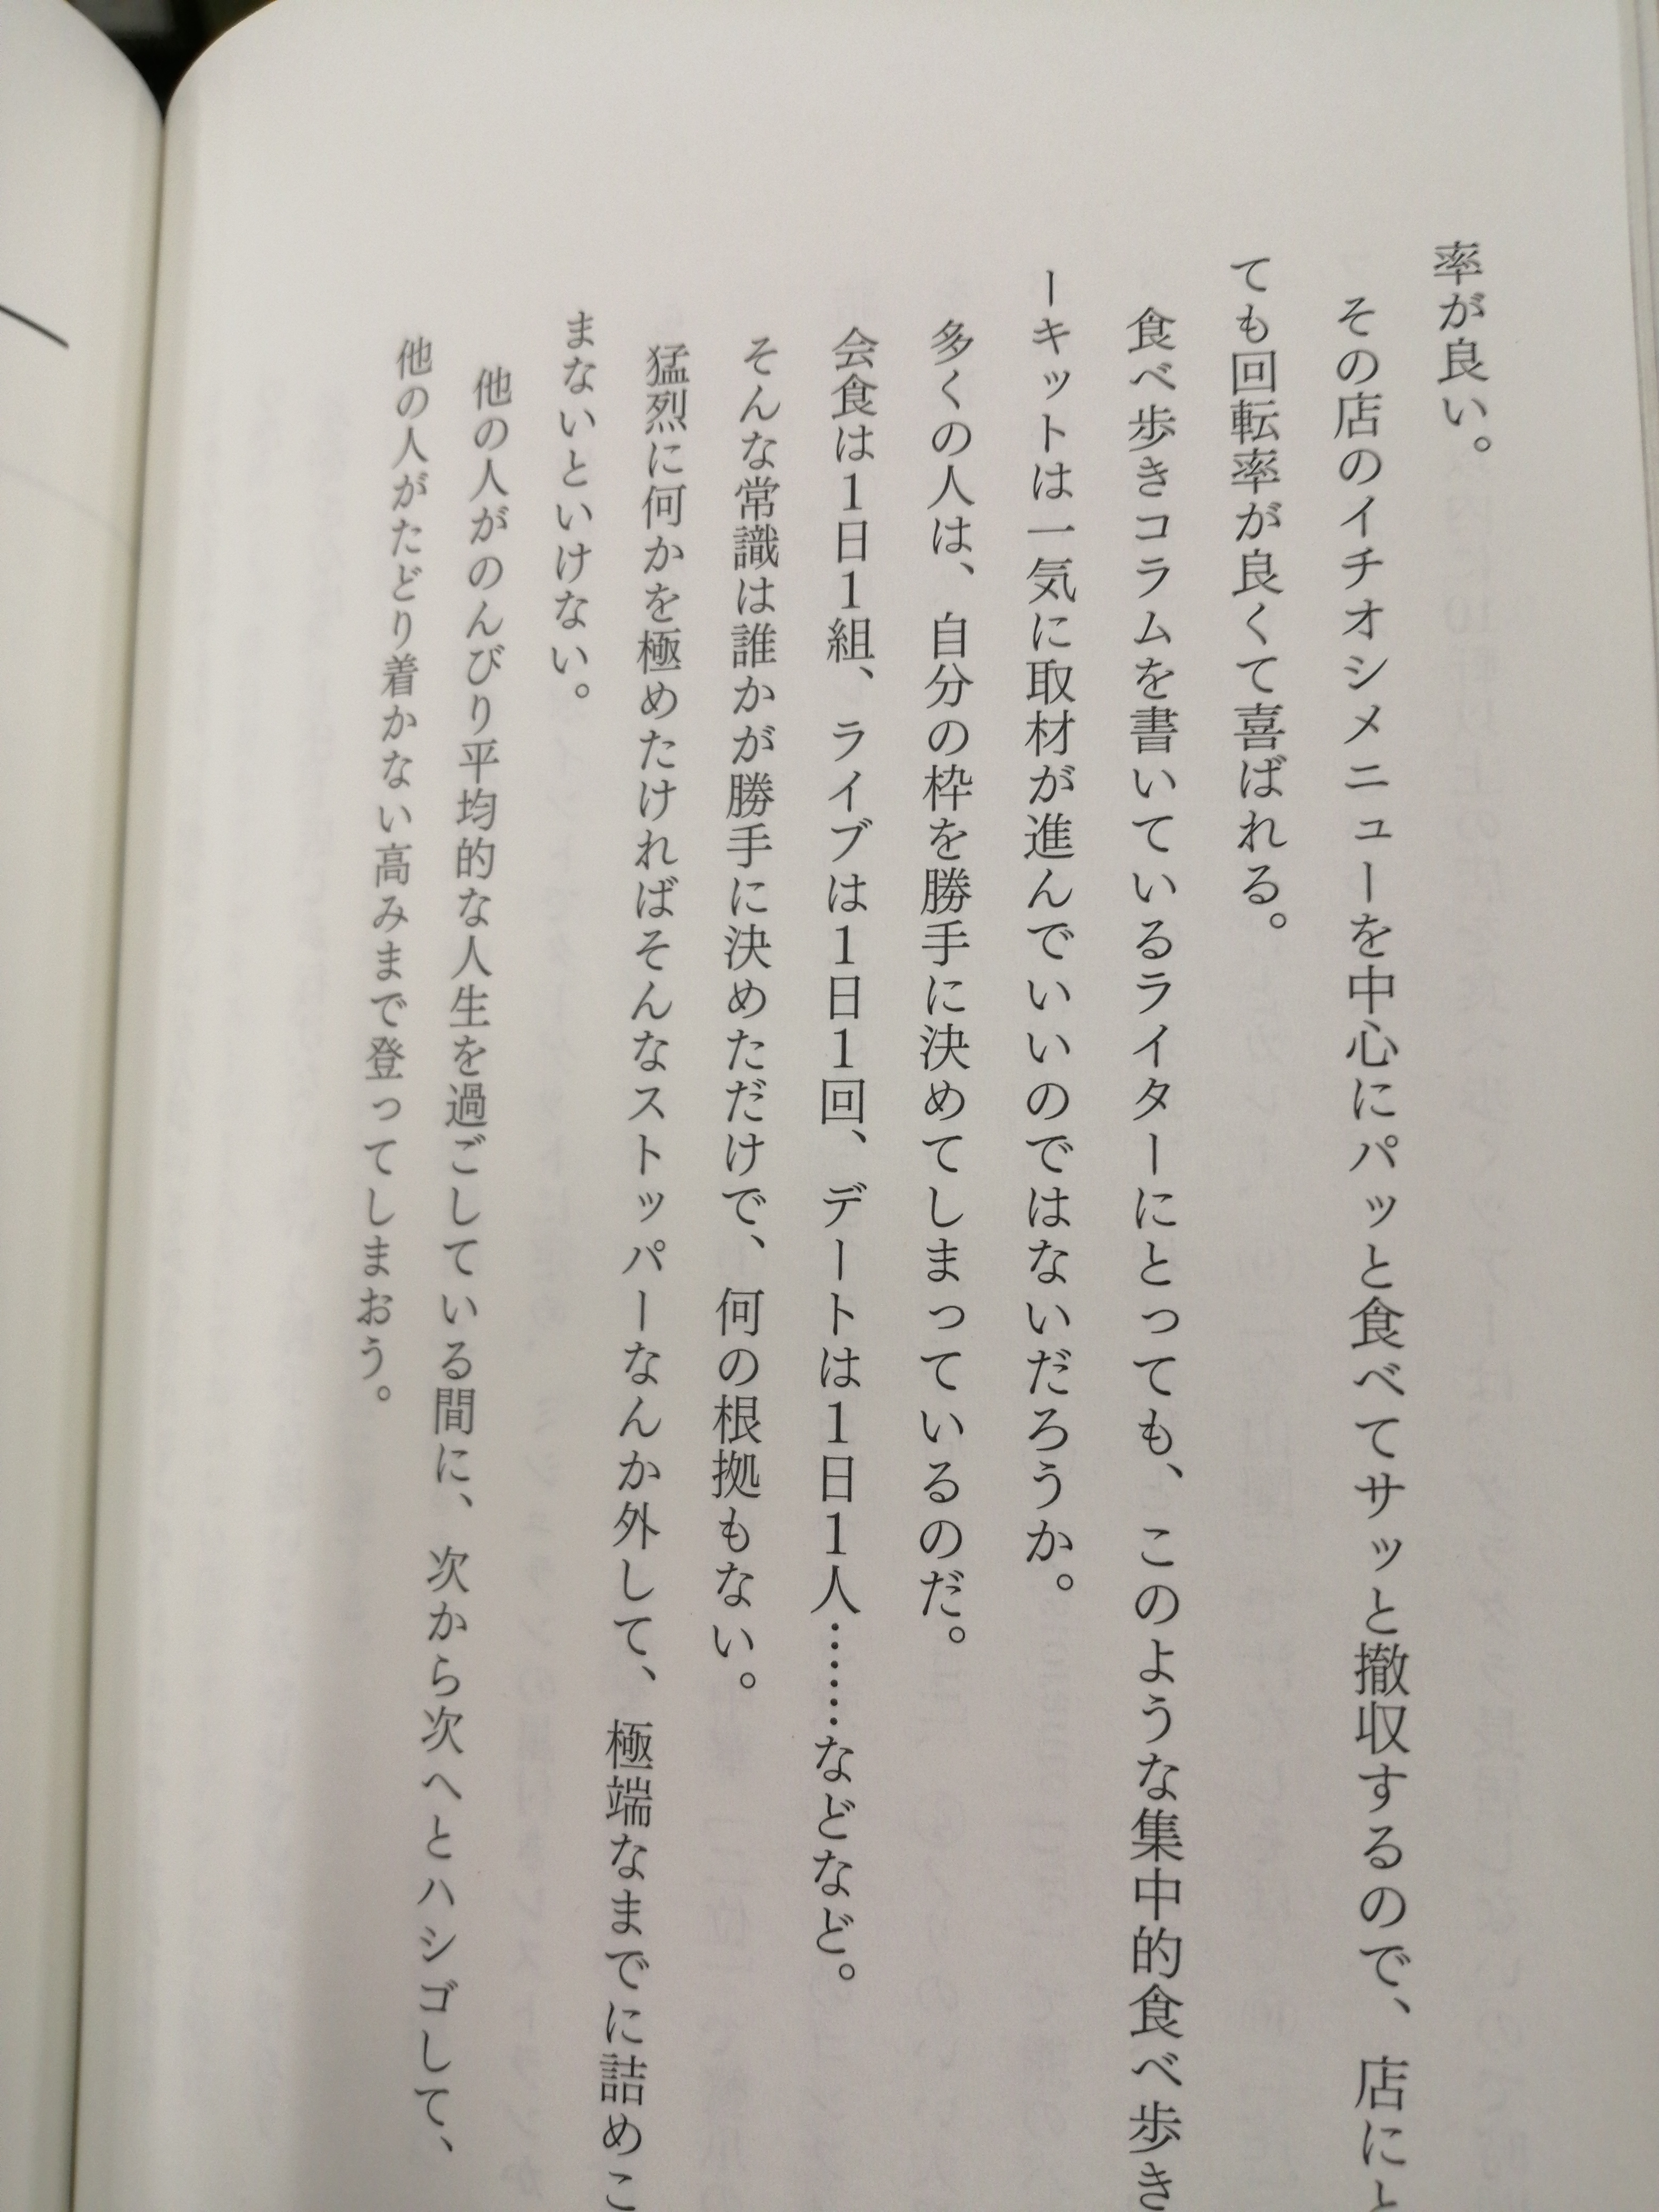 率が良い。
その店のイチオシメニューを中心にパッと食べてサッと撤収するので、店にと
ても回転率が良くて喜ばれる。
食べ歩きコラムを書いているライターにとっても、このような集中的食べ歩き
ーキットは一気に取材が進んでいいのではないだろうか。
多くの人は、自分の枠を勝手に決めてしまっているのだ。
会食は1日1組、ライブは1日1回、デートは1日1人……などなど。
そんな常識は誰かが勝手に決めただけで、何の根拠もない。
猛烈に何かを極めたければそんなストッパーなんか外して、極端なまでに詰めこ
まないといけない。
他の人がのんびり平均的な人生を過ごしている間に、次から次へとハシゴして、
他の人がたどり着かない高みまで登ってしまおう。